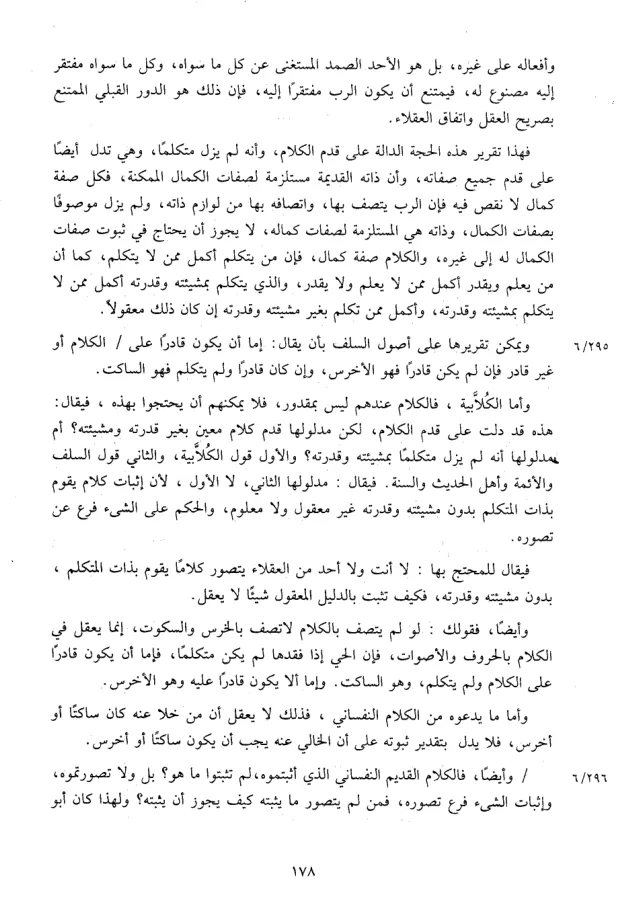 وأفعاله على غيره، بل هو الأحد الصمد المستغنى عن كل ما سواه، وكل ما سواه مفتقر
إليه مصنوع له، فيمتنع أن يكون الرب مفتقرًا إليه، فإن ذلك هو الدور القبلي الممتنع
بصريح العقل واتفاق العقلاء.
فهذا تقرير هذه الحجة الدالة على قدم الكلام، وأنه لم يزل متكلما، وهي تدل أيضًا
على قدم جميع صفاته، وأن ذاته القديمة مستلزمة لصفات الكمال الممكنة، فكل صفة
كمال لا نقص فيه فإن الرب يتصف بها، واتصافه بها من لوازم ذاته، ولم يزل موصوفًا
بصفات الكمال، وذاته هي المستلزمة لصفات كماله، لا يجوز أن يحتاج في ثبوت صفات
الكمال له إلى غيره، والكلام صفة كمال، فإن من يتكلم أكمل ممن لا يتكلم، كما أن
من يعلم ويقدر أكمل ممن لا يعلم ولا يقدر، والذي يتكلم بمشيئته وقدرته أكمل ممن لا
يتكلم بمشيئته وقدرته، وأكمل ممن تكلم بغير مشيئته وقدرته إن كان ذلك معقولاً.
٦/٢٩٥ ويمكن تقريرها على أصول السلف بأن يقال: إما أن يكون قادرًا على / الكلام أو
غير قادر فإن لم يكن قادرًا فهو الأخرس، وإن كان قادرًا ولم يتكلم فهو الساكت.
وأما الكُلاَّبية ، فالكلام عندهم ليس بمقدور، فلا يمكنهم أن يحتجوا بهذه ، فيقال:
هذه قد دلت على قدم الكلام، لكن مدلولها قدم كلام معين بغير قدرته ومشيئته؟ أم
مدلولها أنه لم يزل متكلمًا بمشيئته وقدرته؟ والأول قول الكُلاَّبية، والثاني قول السلف
والأئمة وأهل الحديث والسنة. فيقال : مدلولها الثاني، لا الأول ، لأن إثبات كلام يقوم
بذات المتكلم بدون مشيئته وقدرته غير معقول ولا معلوم، والحكم على الشىء فرع عن
تصوره.
فيقال للمحتج بها : لا أنت ولا أحد من العقلاء يتصور كلامًا يقوم بذات المتكلم ،
بدون مشيئته وقدرته، فكيف تثبت بالدليل المعقول شيئًا لا يعقل.
وأيضًا، فقولك : لو لم يتصف بالكلام لاتصف بالخرس والسكوت، إنما يعقل في
الكلام بالحروف والأصوات، فإن الحي إذا فقدها لم يكن متكلمًا، فإما أن يكون قادرًا
على الكلام ولم يتكلم، وهو الساكت. وإما ألا يكون قادرًا عليه وهو الأخرس.
وأما ما يدعوه من الكلام النفساني ، فذلك لا يعقل أن من خلا عنه كان ساكتًا أو
أخرس، فلا يدل بتقدير ثبوته على أن الخالي عنه يجب أن يكون ساكتًا أو أخرس.
٦/٢٩٦ / وأيضًا، فالكلام القديم النفساني الذي أثبتموه،لم تثبتوا ما هو؟ بل ولا تصورتموه،
وإثبات الشىء فرع تصوره، فمن لم يتصور ما يثبته كيف يجوز أن يثبته؟ ولهذا كان أبو
١٧٨